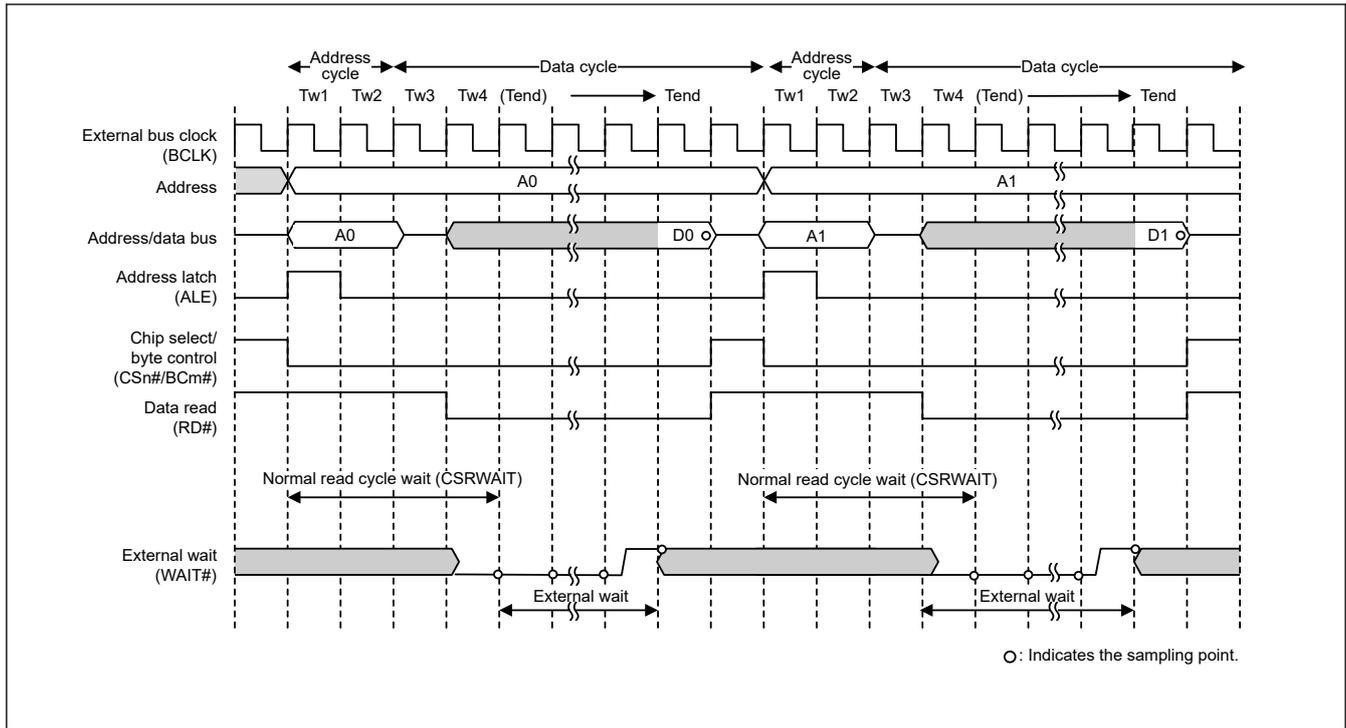 Address
cycle
Data cycle
Address
cycle
Data cycle
Tw1 Tw2 Tw3 Tw4 (Tend) Tend Tw1 Tw2 Tw3 Tw4 (Tend) Tend
External bus clock
(BCLK)
Address
A0 A1
Address/data bus
A0 D0 A1 D1
Address latch
(ALE)
Chip select/
byte control
(CSn#/BCm#)
Data read
(RD#)
Normal read cycle wait (CSRWAIT) Normal read cycle wait (CSRWAIT)
External wait
(WAIT#)
External wait External wait
: Indicates the sampling point.